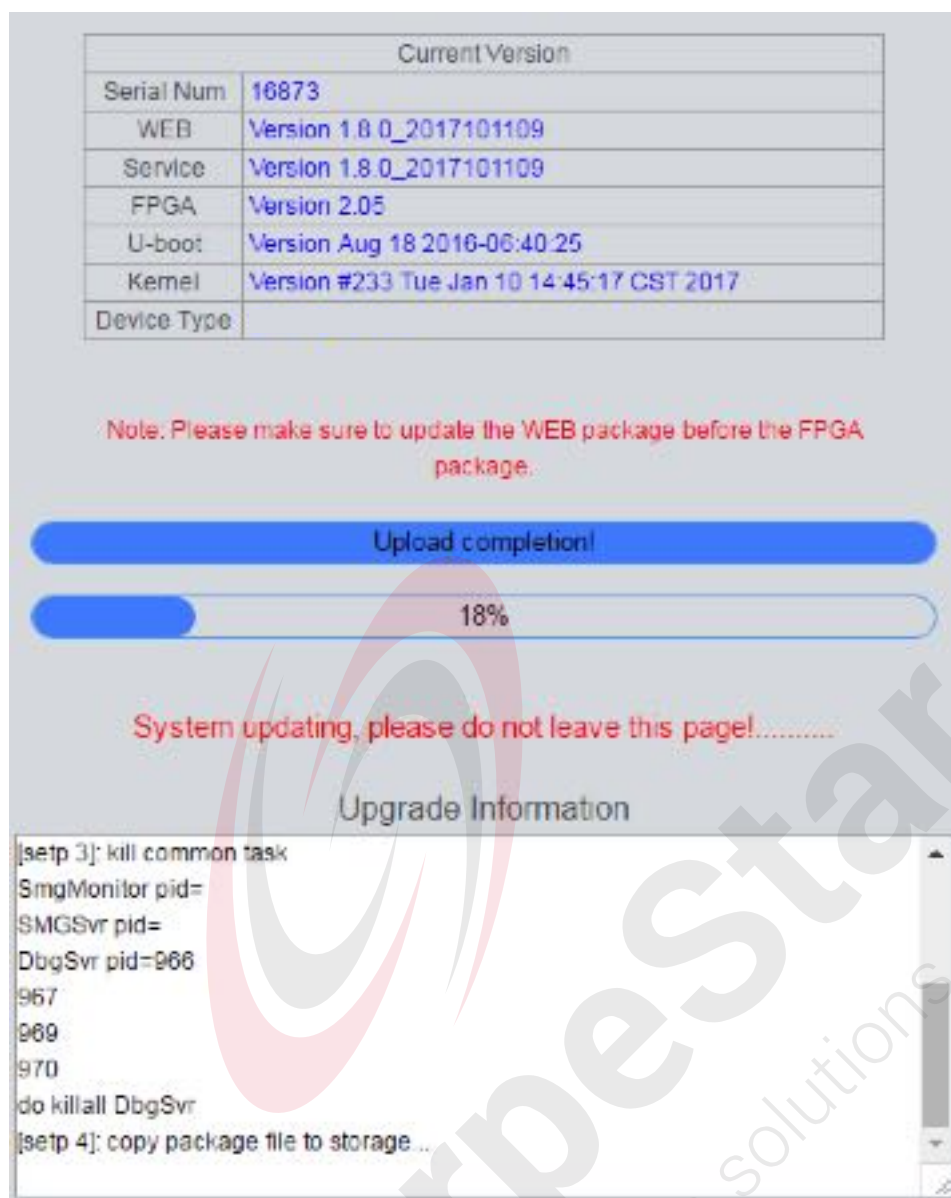 Current Version
Serial Num 16873
WEB Version 1.8.0_2017101109
Service Version 1.8.0_2017101109
FPGA Version 2.05
U-boot Version Aug 18 2016-06:40:25
Kernel Version #233 Tue Jan 10 14:45:17 CST 2017
Device Type
Note: Please make sure to update the WEB package before the FPGA
package.
Upload completion!
18%
System updating, please do not leave this page!..........
Upgrade Information
[setp 3]: kill common task
SmgMonitor pid=
SMGSvr pid=
DbgSvr pid=966
967
969
970
do killall DbgSvr
[setp 4]: copy package file to storage...
rpestar
solutions